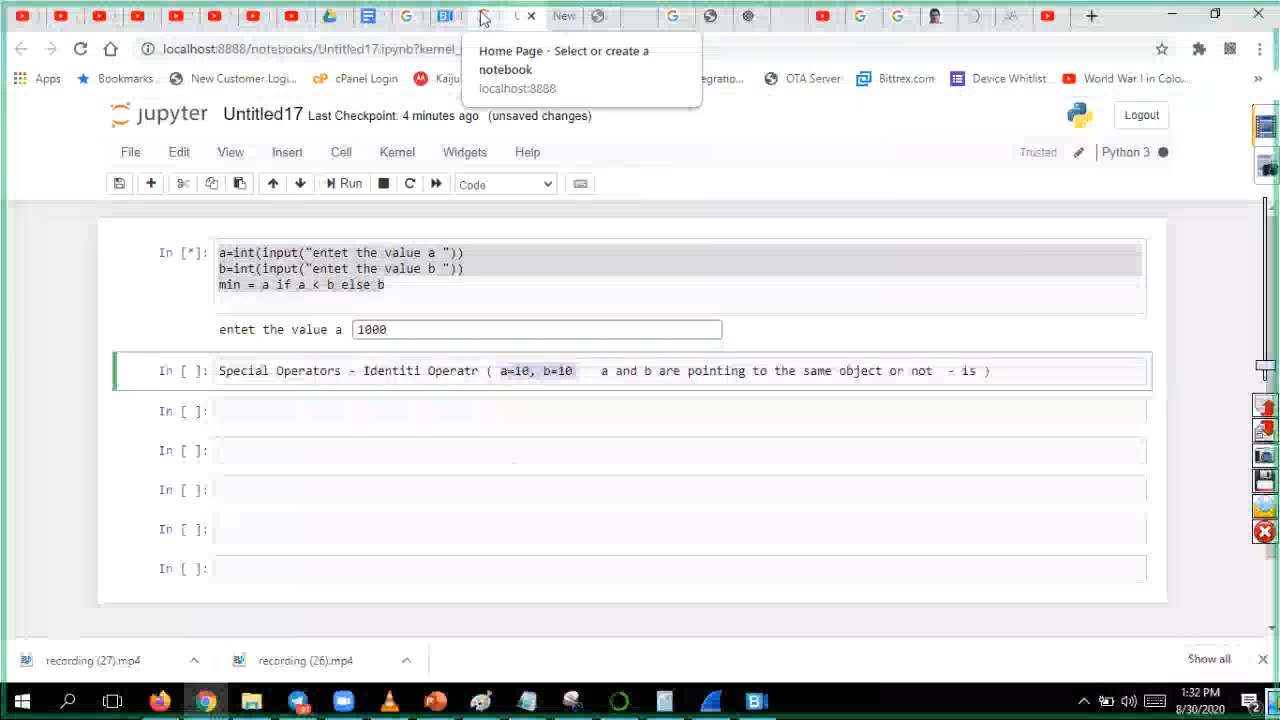 New
localhost:8888/notebooks/Untitled17.ipynb?kernel_
Home Page - Select or create a
notebook
localhost:8888
Apps Bookmarks New Customer Logi... cPanel Login Kaiju egration... OTA Server Bittrex.com Device Whitlist... World War I in Colo... »
jupyter Untitled17 Last Checkpoint: 4 minutes ago (unsaved changes) Logout
File Edit View Insert Cell Kernel Widgets Help Trusted Python 3
Run Code
In [*]: a=int(input("entet the value a "))
b=int(input("entet the value b "))
min = a if a < b else b
entet the value a 1000
In [ ]: Special Operators - Identiti Operatr ( a=10, b=10 a and b are pointing to the same object or not - is )
In [ ]:
In [ ]:
In [ ]:
In [ ]:
In [ ]:
recording (27).mp4 recording (26).mp4 Show all
1:32 PM
8/30/2020